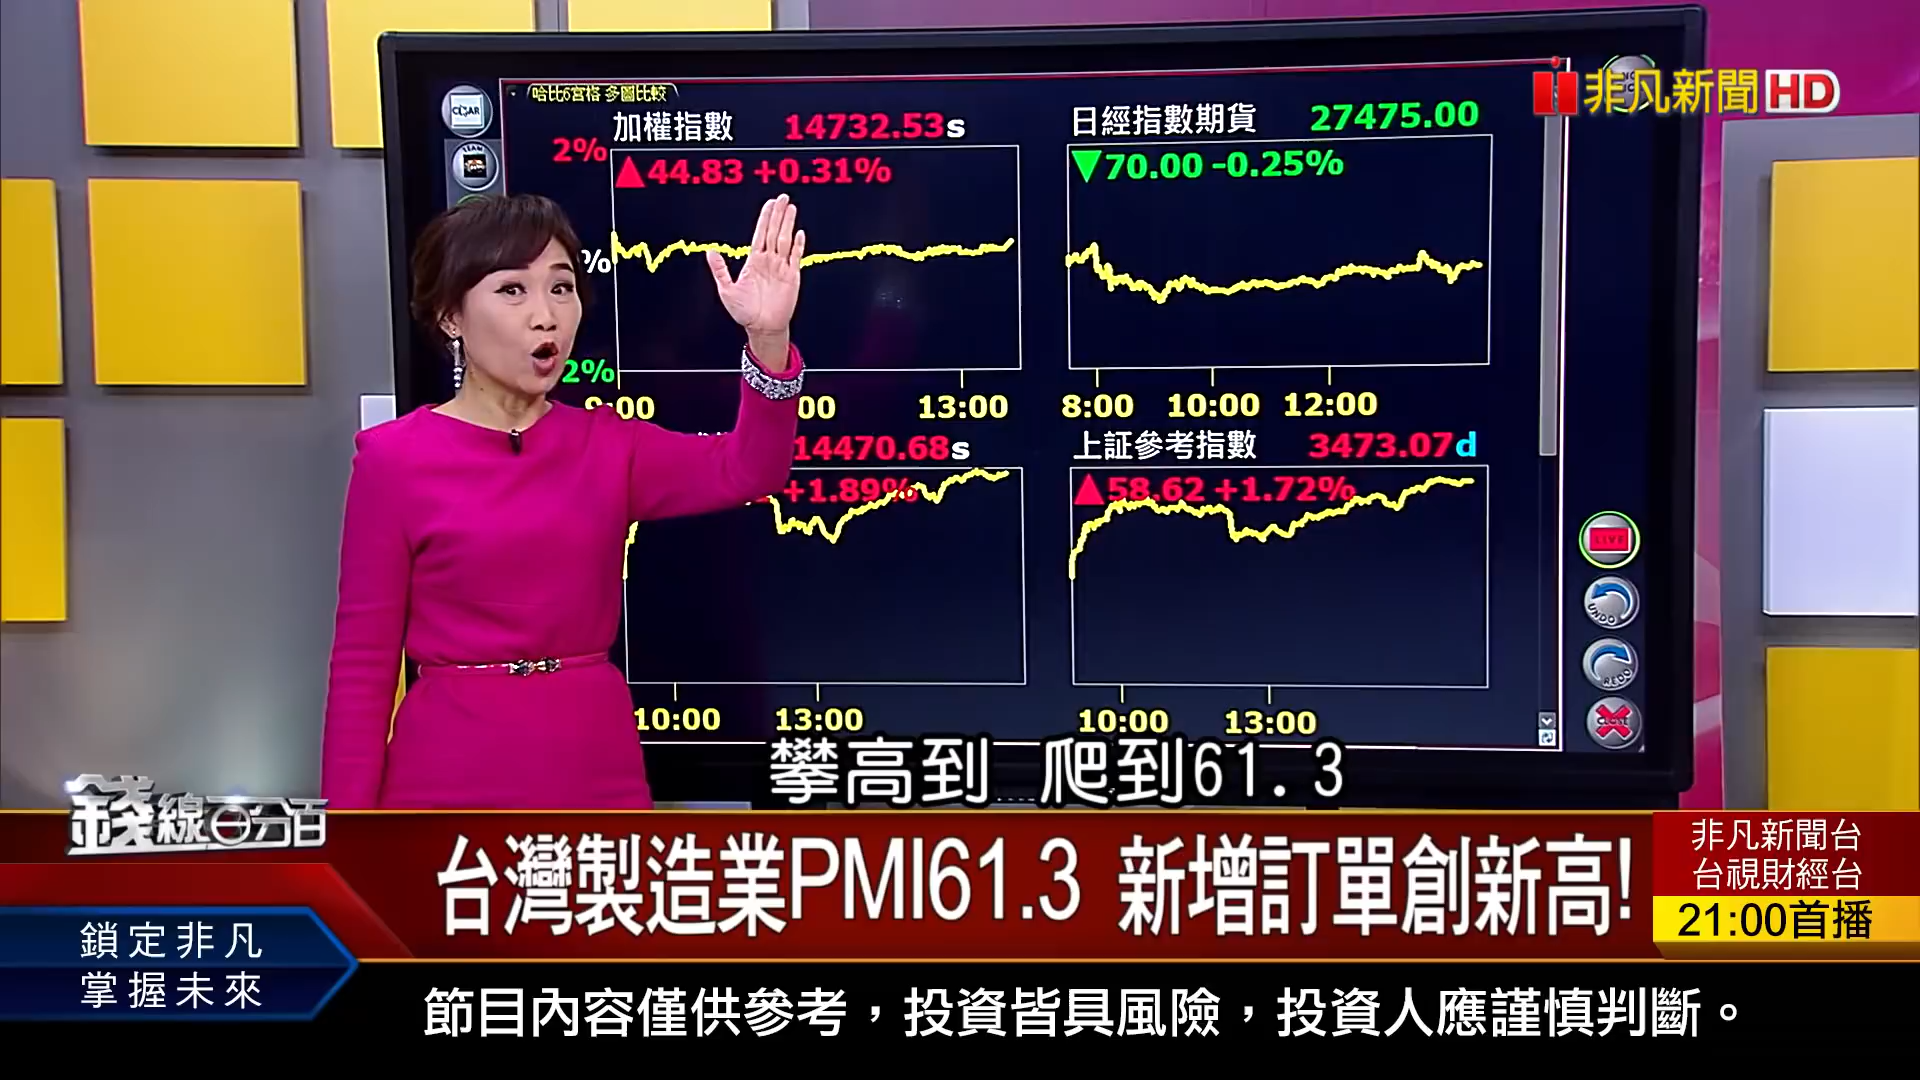 哈比6宮格 多圖比較
非凡新聞HD
CLEAR
加權指數 14732.53s
2%
▲44.83 +0.31%
日經指數期貨 27475.00
▼70.00 -0.25%
%
2%
13:00
8:00 10:00 12:00
14470.68s
+1.89%
上証參考指數 3473.07d
▲58.62 +1.72%
LIVE
UNDO
REDO
CLOSE
10:00 13:00
10:00 13:00
攀高到 爬到61.3
錢線百分百
台灣製造業PMI61.3 新增訂單創新高!
非凡新聞台
台視財經台
21:00首播
鎖定非凡
掌握未來
節目內容僅供參考，投資皆具風險，投資人應謹慎判斷。